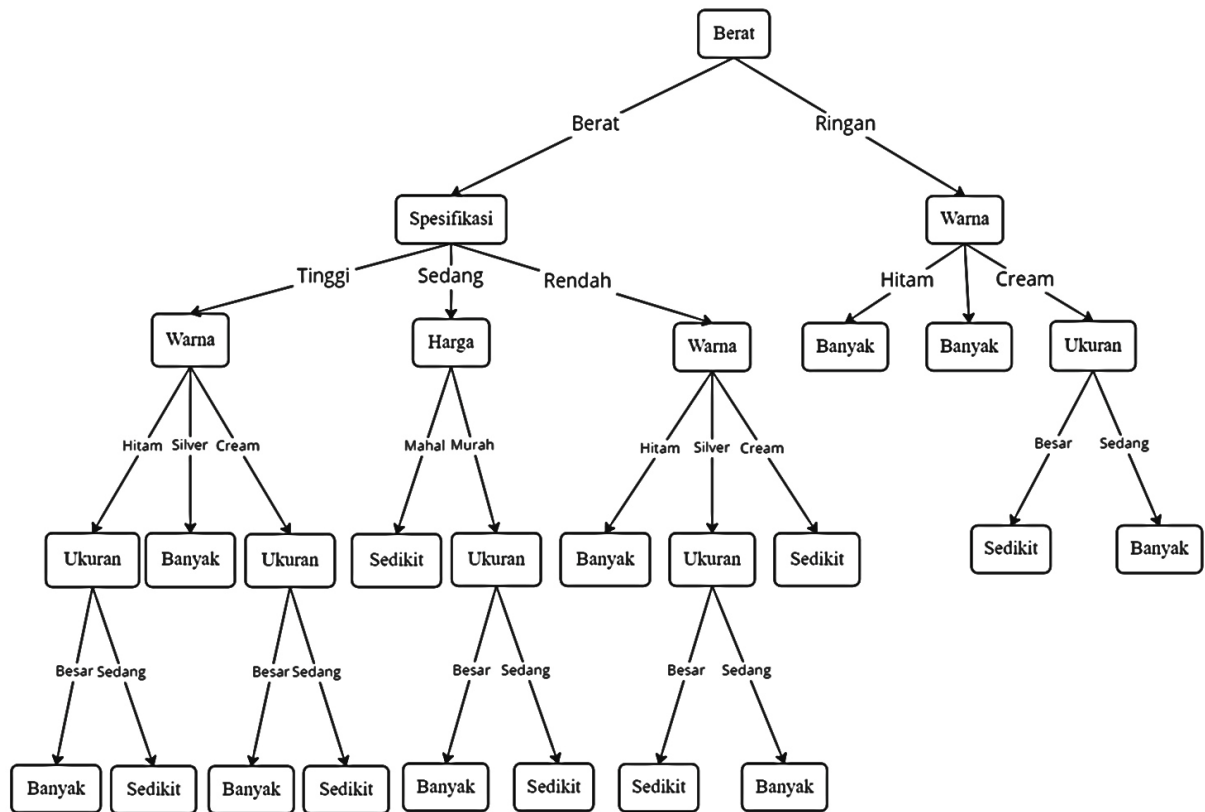 Berat
Berat Ringan
Spesifikasi Warna
Tinggi Sedang Rendah Hitam Cream
Warna Harga Warna Banyak Banyak Ukuran
Hitam Silver Cream Mahal Murah Hitam Silver Cream Besar Sedang
Ukuran Banyak Ukuran Sedikit Ukuran Banyak Ukuran Sedikit Sedikit Banyak
Besar Sedang Besar Sedang Besar Sedang Besar Sedang
Banyak Sedikit Banyak Sedikit Banyak Sedikit Sedikit Banyak